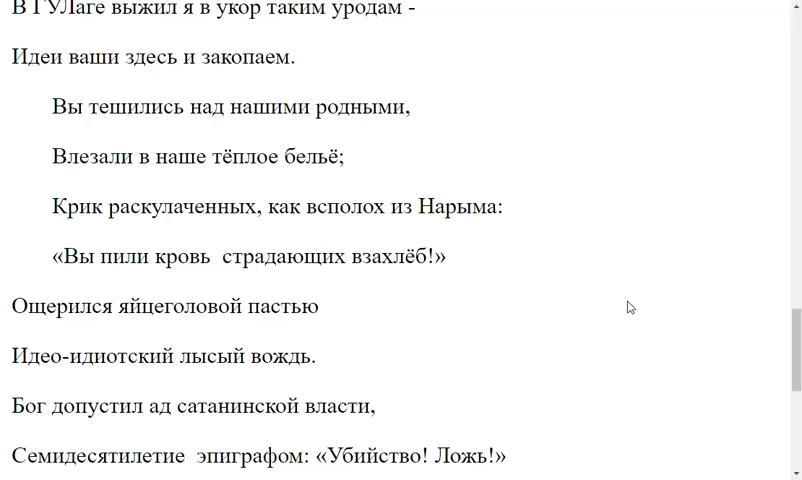 В ГУЛаге выжил я в укор таким уродам -
Идеи ваши здесь и закопаем.
Вы тешились над нашими родными,
Влезали в наше тёплое бельё;
Крик раскулаченных, как всполох из Нарыма:
«Вы пили кровь  страдающих взахлёб!»
Ощерился яйцеголовой пастью
Идео-идиотский лысый вождь.
Бог допустил ад сатанинской власти,
Семидесятилетие  эпиграфом: «Убийство! Ложь!»